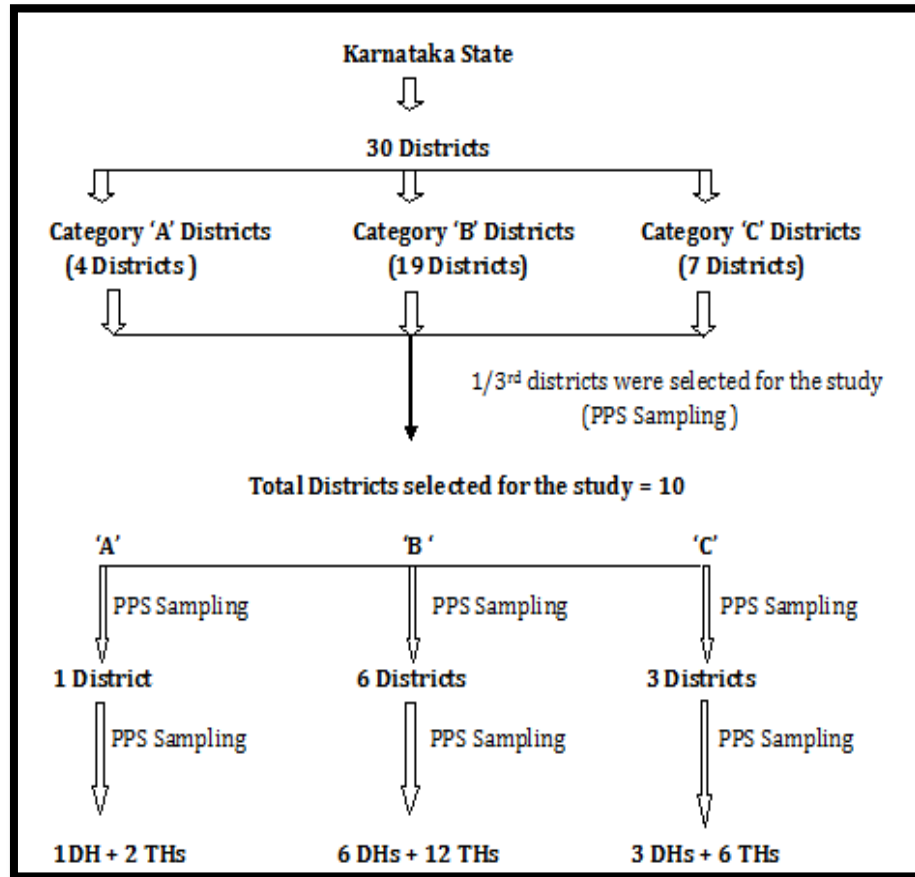 Karnataka State
30 Districts
Category ‘A’ Districts
(4 Districts )
Category ‘B’ Districts
(19 Districts)
Category ‘C’ Districts
(7 Districts)
1/3rd districts were selected for the study
(PPS Sampling )
Total Districts selected for the study = 10
‘A’ ‘B ‘ ‘C’
PPS Sampling PPS Sampling PPS Sampling
1 District 6 Districts 3 Districts
PPS Sampling PPS Sampling PPS Sampling
1DH + 2 THs 6 DHs + 12 THs 3 DHs + 6 THs